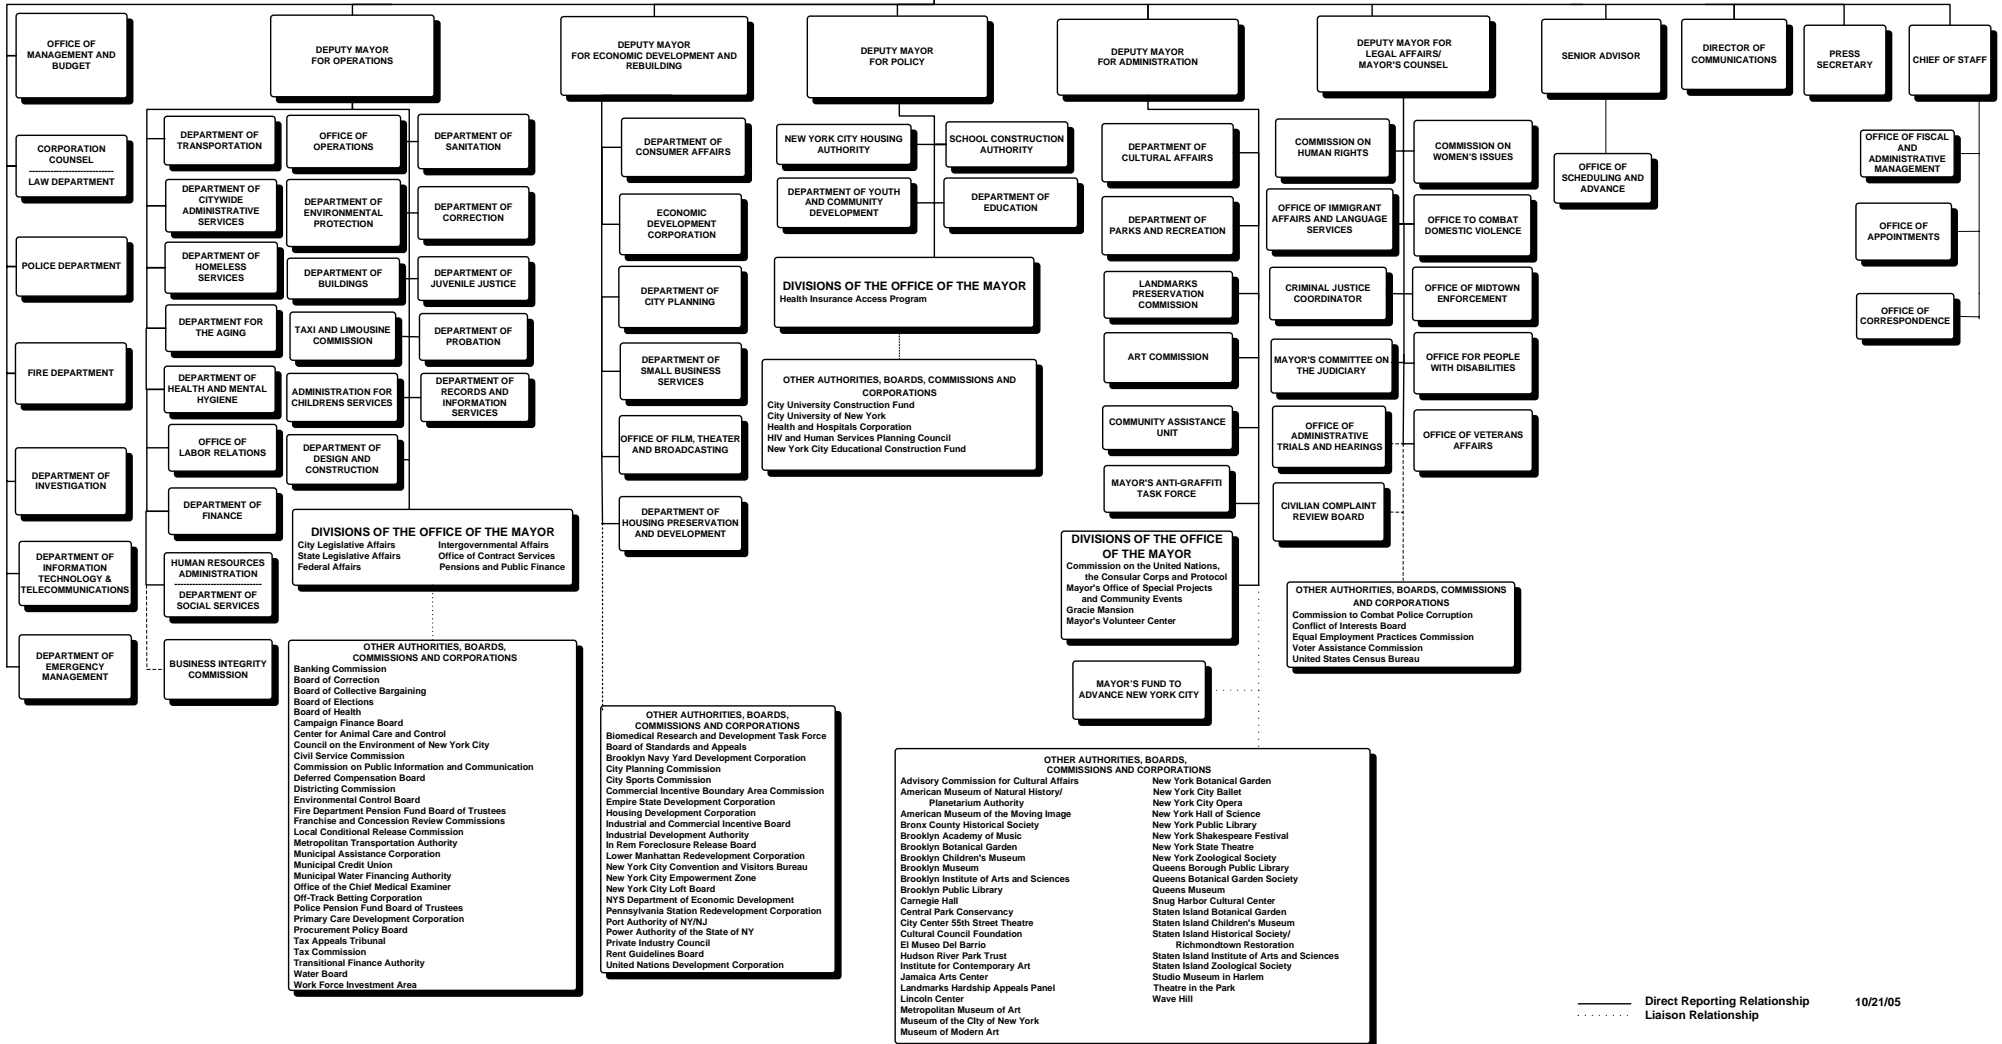 OFFICE OF
MANAGEMENT AND
BUDGET
DEPUTY MAYOR
FOR OPERATIONS
DEPUTY MAYOR
FOR ECONOMIC DEVELOPMENT AND
REBUILDING
DEPUTY MAYOR
FOR POLICY
DEPUTY MAYOR
FOR ADMINISTRATION
DEPUTY MAYOR FOR
LEGAL AFFAIRS/
MAYOR'S COUNSEL
SENIOR ADVISOR
DIRECTOR OF
COMMUNICATIONS
PRESS
SECRETARY
CHIEF OF STAFF
CORPORATION
COUNSEL
----------------------------
LAW DEPARTMENT
POLICE DEPARTMENT
FIRE DEPARTMENT
DEPARTMENT OF
INVESTIGATION
DEPARTMENT OF
INFORMATION
TECHNOLOGY &
TELECOMMUNICATIONS
DEPARTMENT OF
EMERGENCY
MANAGEMENT
DEPARTMENT OF
TRANSPORTATION
DEPARTMENT OF
CITYWIDE
ADMINISTRATIVE
SERVICES
DEPARTMENT OF
HOMELESS
SERVICES
DEPARTMENT FOR
THE AGING
DEPARTMENT OF
HEALTH AND MENTAL
HYGIENE
OFFICE OF
LABOR RELATIONS
DEPARTMENT OF
FINANCE
HUMAN RESOURCES
ADMINISTRATION
----------------------------
DEPARTMENT OF
SOCIAL SERVICES
BUSINESS INTEGRITY
COMMISSION
OFFICE OF
OPERATIONS
DEPARTMENT OF
ENVIRONMENTAL
PROTECTION
DEPARTMENT OF
BUILDINGS
TAXI AND LIMOUSINE
COMMISSION
ADMINISTRATION FOR
CHILDRENS SERVICES
DEPARTMENT OF
DESIGN AND
CONSTRUCTION
DEPARTMENT OF
SANITATION
DEPARTMENT OF
CORRECTION
DEPARTMENT OF
JUVENILE JUSTICE
DEPARTMENT OF
PROBATION
DEPARTMENT OF
RECORDS AND
INFORMATION
SERVICES
DIVISIONS OF THE OFFICE OF THE MAYOR
City Legislative Affairs
State Legislative Affairs
Federal Affairs
Intergovernmental Affairs
Office of Contract Services
Pensions and Public Finance
OTHER AUTHORITIES, BOARDS,
COMMISSIONS AND CORPORATIONS
Banking Commission
Board of Correction
Board of Collective Bargaining
Board of Elections
Board of Health
Campaign Finance Board
Center for Animal Care and Control
Council on the Environment of New York City
Civil Service Commission
Commission on Public Information and Communication
Deferred Compensation Board
Districting Commission
Environmental Control Board
Fire Department Pension Fund Board of Trustees
Franchise and Concession Review Commissions
Local Conditional Release Commission
Metropolitan Transportation Authority
Municipal Assistance Corporation
Municipal Credit Union
Municipal Water Financing Authority
Office of the Chief Medical Examiner
Off-Track Betting Corporation
Police Pension Fund Board of Trustees
Primary Care Development Corporation
Procurement Policy Board
Tax Appeals Tribunal
Tax Commission
Transitional Finance Authority
Water Board
Work Force Investment Area
DEPARTMENT OF
CONSUMER AFFAIRS
ECONOMIC
DEVELOPMENT
CORPORATION
DEPARTMENT OF
CITY PLANNING
DEPARTMENT OF
SMALL BUSINESS
SERVICES
OFFICE OF FILM, THEATER
AND BROADCASTING
DEPARTMENT OF
HOUSING PRESERVATION
AND DEVELOPMENT
OTHER AUTHORITIES, BOARDS,
COMMISSIONS AND CORPORATIONS
Biomedical Research and Development Task Force
Board of Standards and Appeals
Brooklyn Navy Yard Development Corporation
City Planning Commission
City Sports Commission
Commercial Incentive Boundary Area Commission
Empire State Development Corporation
Housing Development Corporation
Industrial and Commercial Incentive Board
Industrial Development Authority
In Rem Foreclosure Release Board
Lower Manhattan Redevelopment Corporation
New York City Convention and Visitors Bureau
New York City Empowerment Zone
New York City Loft Board
NYS Department of Economic Development
Pennsylvania Station Redevelopment Corporation
Port Authority of NY/NJ
Power Authority of the State of NY
Private Industry Council
Rent Guidelines Board
United Nations Development Corporation
NEW YORK CITY HOUSING
AUTHORITY
SCHOOL CONSTRUCTION
AUTHORITY
DEPARTMENT OF YOUTH
AND COMMUNITY
DEVELOPMENT
DEPARTMENT OF
EDUCATION
DIVISIONS OF THE OFFICE OF THE MAYOR
Health Insurance Access Program
OTHER AUTHORITIES, BOARDS, COMMISSIONS AND
CORPORATIONS
City University Construction Fund
City University of New York
Health and Hospitals Corporation
HIV and Human Services Planning Council
New York City Educational Construction Fund
DEPARTMENT OF
CULTURAL AFFAIRS
DEPARTMENT OF
PARKS AND RECREATION
LANDMARKS
PRESERVATION
COMMISSION
ART COMMISSION
COMMUNITY ASSISTANCE
UNIT
MAYOR'S ANTI-GRAFFITI
TASK FORCE
DIVISIONS OF THE OFFICE
OF THE MAYOR
Commission on the United Nations,
the Consular Corps and Protocol
Mayor's Office of Special Projects
and Community Events
Gracie Mansion
Mayor's Volunteer Center
MAYOR'S FUND TO
ADVANCE NEW YORK CITY
OTHER AUTHORITIES, BOARDS,
COMMISSIONS AND CORPORATIONS
Advisory Commission for Cultural Affairs
American Museum of Natural History/
Planetarium Authority
American Museum of the Moving Image
Bronx County Historical Society
Brooklyn Academy of Music
Brooklyn Botanical Garden
Brooklyn Children's Museum
Brooklyn Museum
Brooklyn Institute of Arts and Sciences
Brooklyn Public Library
Carnegie Hall
Central Park Conservancy
City Center 55th Street Theatre
Cultural Council Foundation
El Museo Del Barrio
Hudson River Park Trust
Institute for Contemporary Art
Jamaica Arts Center
Landmarks Hardship Appeals Panel
Lincoln Center
Metropolitan Museum of Art
Museum of the CIty of New York
Museum of Modern Art
New York Botanical Garden
New York City Ballet
New York City Opera
New York Hall of Science
New York Public Library
New York Shakespeare Festival
New York State Theatre
New York Zoological Society
Queens Borough Public Library
Queens Botanical Garden Society
Queens Museum
Snug Harbor Cultural Center
Staten Island Botanical Garden
Staten Island Children's Museum
Staten Island Historical Society/
Richmondtown Restoration
Staten Island Institute of Arts and Sciences
Staten Island Zoological Society
Studio Museum in Harlem
Theatre in the Park
Wave Hill
COMMISSION ON
HUMAN RIGHTS
OFFICE OF IMMIGRANT
AFFAIRS AND LANGUAGE
SERVICES
CRIMINAL JUSTICE
COORDINATOR
MAYOR'S COMMITTEE ON
THE JUDICIARY
OFFICE OF
ADMINISTRATIVE
TRIALS AND HEARINGS
CIVILIAN COMPLAINT
REVIEW BOARD
COMMISSION ON
WOMEN'S ISSUES
OFFICE TO COMBAT
DOMESTIC VIOLENCE
OFFICE OF MIDTOWN
ENFORCEMENT
OFFICE FOR PEOPLE
WITH DISABILITIES
OFFICE OF VETERANS
AFFAIRS
OTHER AUTHORITIES, BOARDS, COMMISSIONS
AND CORPORATIONS
Commission to Combat Police Corruption
Conflict of Interests Board
Equal Employment Practices Commission
Voter Assistance Commission
United States Census Bureau
OFFICE OF
SCHEDULING AND
ADVANCE
OFFICE OF FISCAL
AND
ADMINISTRATIVE
MANAGEMENT
OFFICE OF
APPOINTMENTS
OFFICE OF
CORRESPONDENCE
Direct Reporting Relationship
Liaison Relationship
10/21/05